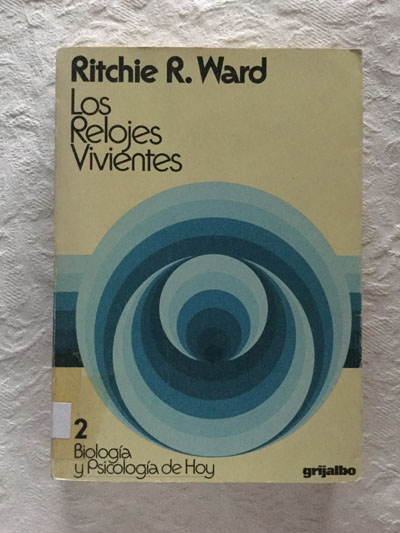 Ritchie R. Ward
Los
Relojes
Vivientes
2
Biología
y Psicología de Hoy
grijalbo